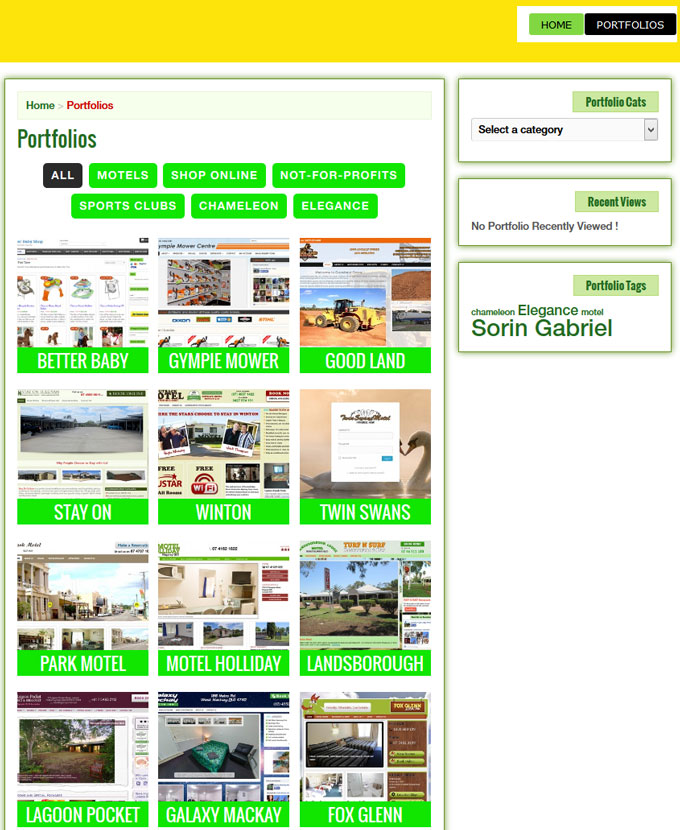 HOME PORTFOLIOS
Home > Portfolios
Portfolios
ALL MOTELS SHOP ONLINE NOT-FOR-PROFITS
SPORTS CLUBS CHAMELEON ELEGANCE
BETTER BABY GYMPIE MOWER GOOD LAND
STAY ON WINTON TWIN SWANS
PARK MOTEL MOTEL HOLLIDAY LANDSBOROUGH
LAGOON POCKET GALAXY MACKAY FOX GLENN
Portfolio Cats
Select a category
Recent Views
No Portfolio Recently Viewed !
Portfolio Tags
chameleon Elegance motel
Sorin Gabriel